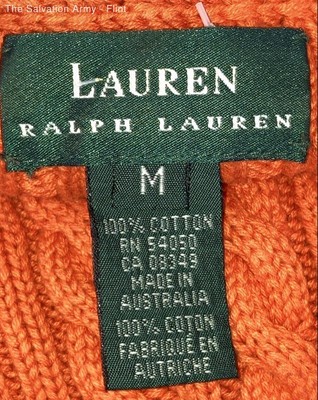 The Salvation Army - Flint
LAUREN
RALPH LAUREN
M
100% COTTON
RN 54050
CA 08349
MADE IN
AUSTRALIA
100% COTON
FABRIQUÉ EN
AUTRICHE